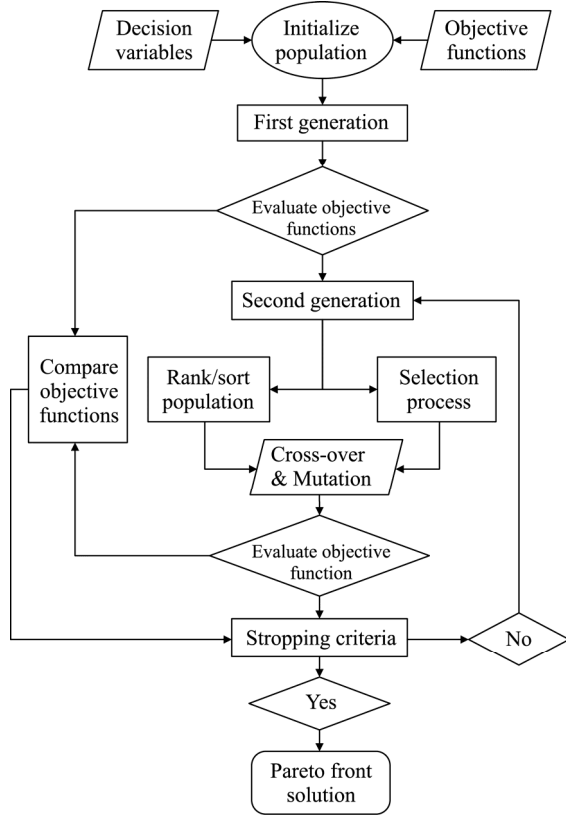 Decision
variables
Initialize
population
Objective
functions
First generation
Evaluate objective
functions
Second generation
Compare
objective
functions
Rank/sort
population
Selection
process
Cross-over
& Mutation
Evaluate objective
function
Stropping criteria
No
Yes
Pareto front
solution